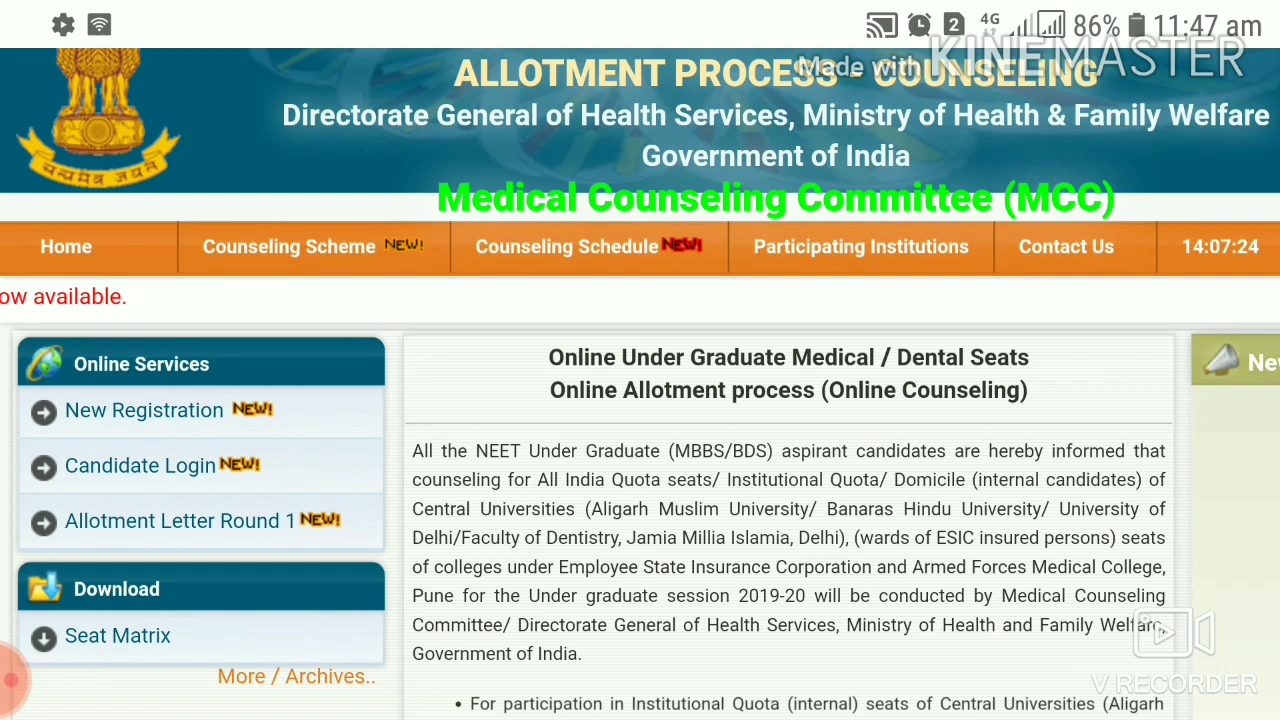 2 4G 86% 11:47 am
Made with KINEMASTER
ALLOTMENT PROCESS - COUNSELING
Directorate General of Health Services, Ministry of Health & Family Welfare
Government of India
सत्यमेव जयते
Medical Counseling Committee (MCC)
Home Counseling Scheme NEW! Counseling Schedule NEW! Participating Institutions Contact Us 14:07:24
ow available.
Online Services
New Registration NEW!
Candidate Login NEW!
Allotment Letter Round 1 NEW!
Download
Seat Matrix
More / Archives..
Online Under Graduate Medical / Dental Seats
Online Allotment process (Online Counseling)
All the NEET Under Graduate (MBBS/BDS) aspirant candidates are hereby informed that
counseling for All India Quota seats/ Institutional Quota/ Domicile (internal candidates) of
Central Universities (Aligarh Muslim University/ Banaras Hindu University/ University of
Delhi/Faculty of Dentistry, Jamia Millia Islamia, Delhi), (wards of ESIC insured persons) seats
of colleges under Employee State Insurance Corporation and Armed Forces Medical College,
Pune for the Under graduate session 2019-20 will be conducted by Medical Counseling
Committee/ Directorate General of Health Services, Ministry of Health and Family Welfare,
Government of India.
• For participation in Institutional Quota (internal) seats of Central Universities (Aligarh
Ne
V RECORDER